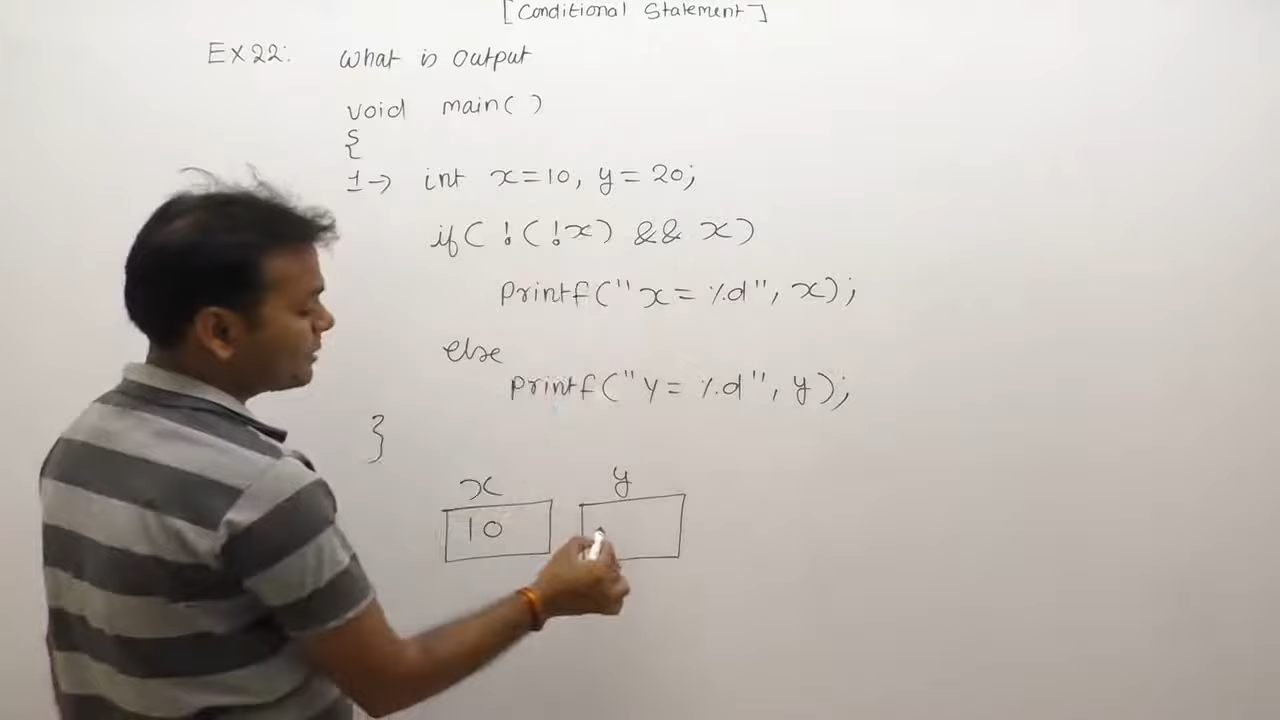 [Conditional Statement]
EX22: What is Output
void main( )
{
1→ int x=10, y=20;
if( !(!x) && x)
printf("x= %d", x);
else
printf("y= %d", y);
}
x y
10